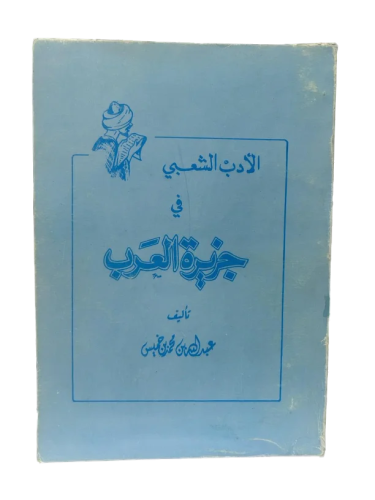 الأدب الشعبي
في
جزيرة العرب
تأليف
عبدالله بن محمد بن خميس